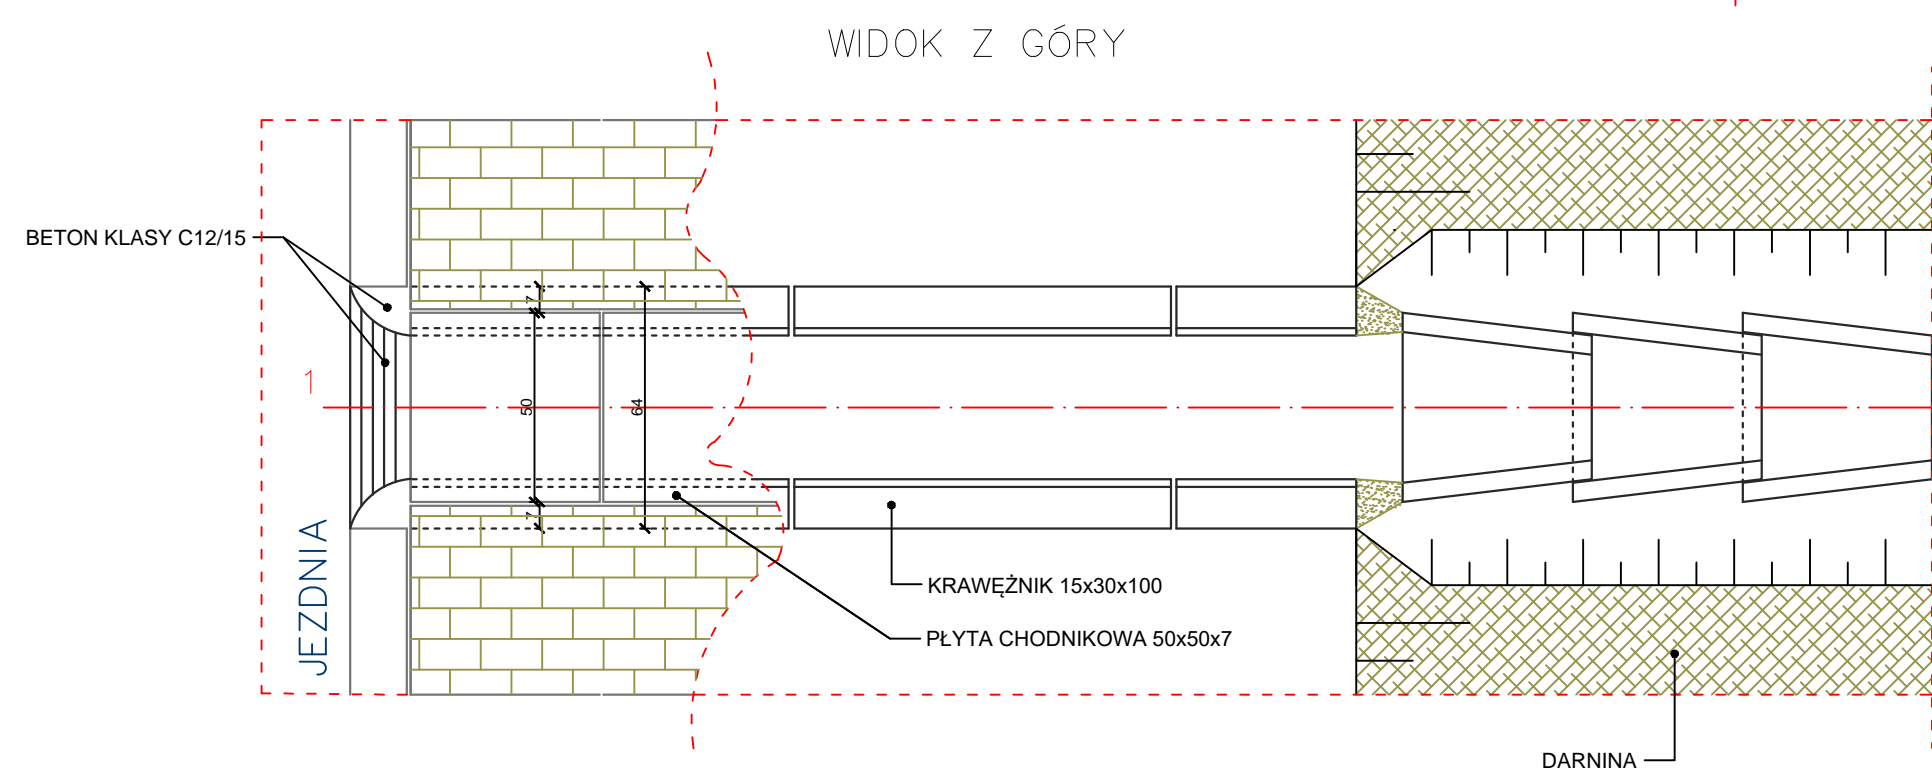 WIDOK Z GÓRY
BETON KLASY C12/15
7
1
50
64
7
JEZDNIA
KRAWĘŻNIK 15x30x100
PŁYTA CHODNIKOWA 50x50x7
DARNINA